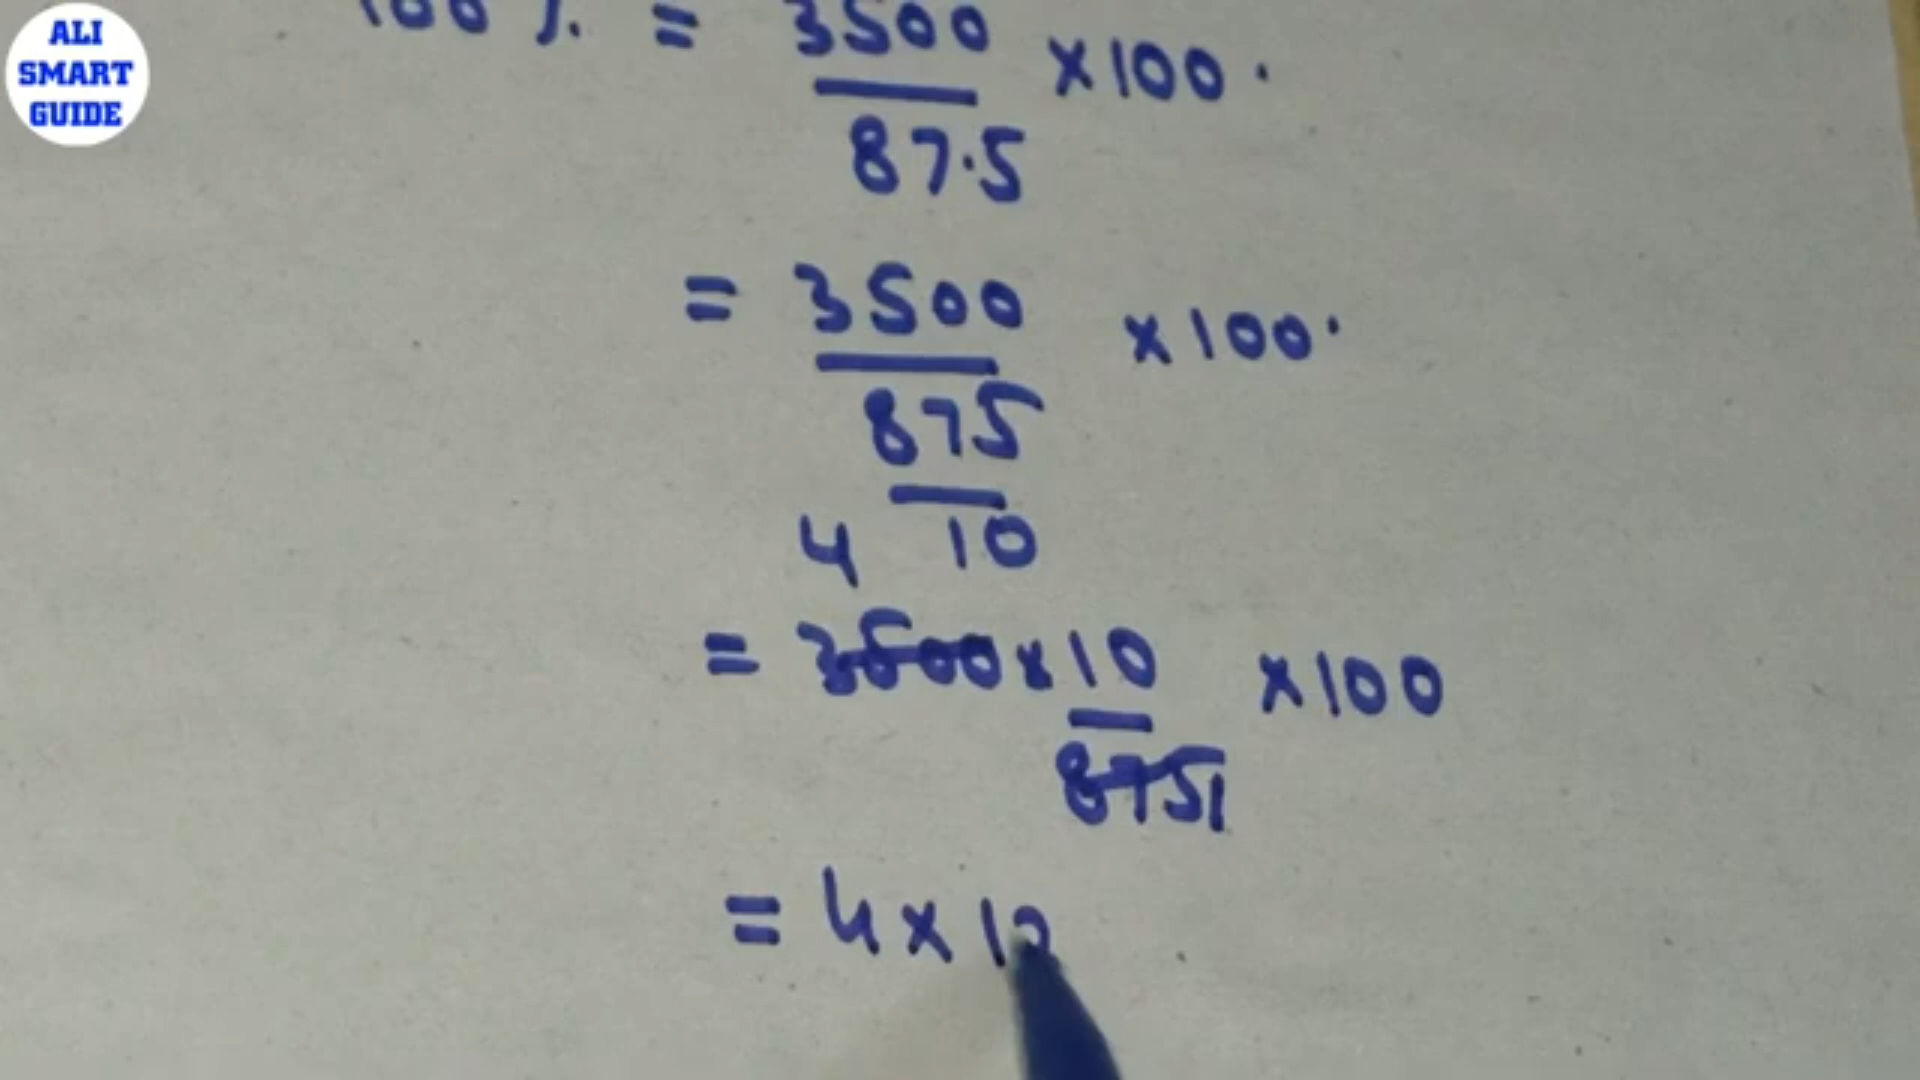 ALI
SMART
GUIDE
100 %. = 3500 × 100.
87.5
= 3500 × 100.
875
10
4
= 3500 × 10 × 100
875 1
= 4 × 10